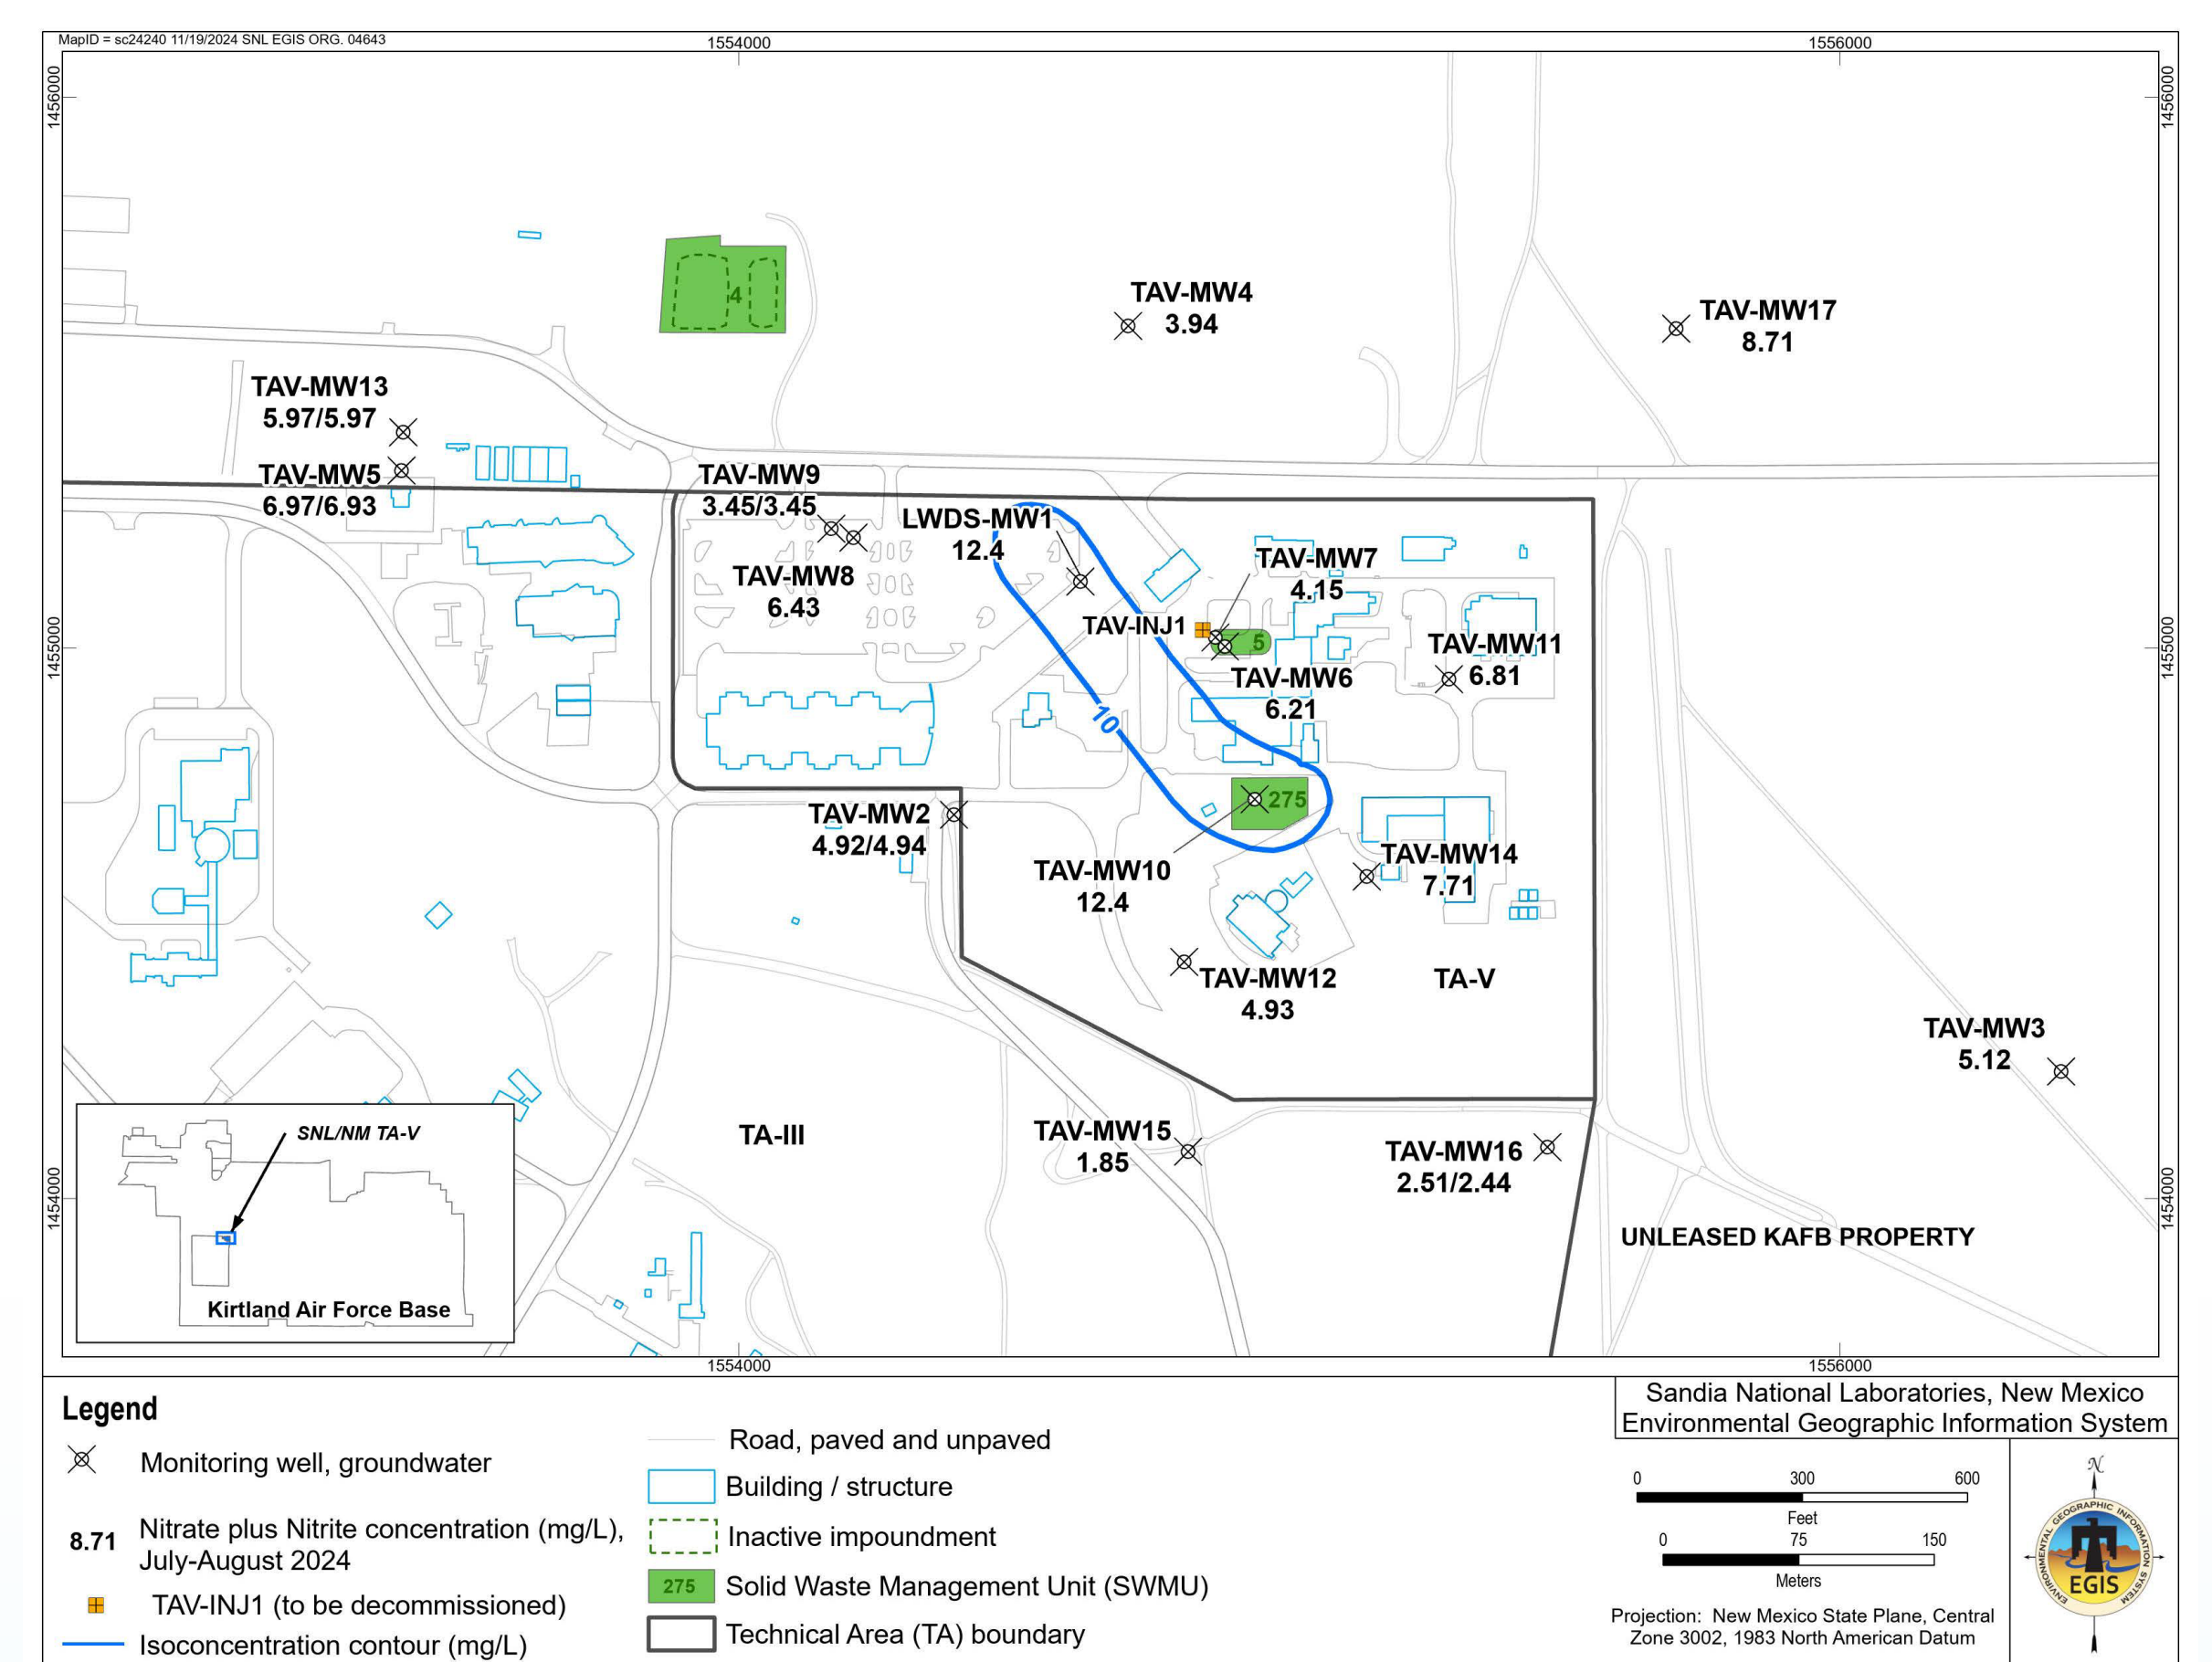 MapID = sc24240 11/19/2024 SNL EGIS ORG. 04643
1554000
1556000
1456000
1456000
4
TAV-MW4
3.94
TAV-MW17
8.71
TAV-MW13
5.97/5.97
TAV-MW5
6.97/6.93
TAV-MW9
3.45/3.45
LWDS-MW1
12.4
TAV-MW8
6.43
TAV-MW7
4.15
TAV-INJ1
5
1455000
1455000
TAV-MW11
6.81
TAV-MW6
6.21
10
275
TAV-MW2
4.92/4.94
TAV-MW10
12.4
TAV-MW14
7.71
TAV-MW12
4.93
TA-V
TAV-MW3
5.12
TA-III
TAV-MW15
1.85
TAV-MW16
2.51/2.44
1454000
1454000
UNLEASED KAFB PROPERTY
SNL/NM TA-V
Kirtland Air Force Base
1554000
1556000
Legend
Monitoring well, groundwater
8.71
Nitrate plus Nitrite concentration (mg/L),
July-August 2024
TAV-INJ1 (to be decommissioned)
Isoconcentration contour (mg/L)
Road, paved and unpaved
Building / structure
Inactive impoundment
275
Solid Waste Management Unit (SWMU)
Technical Area (TA) boundary
Sandia National Laboratories, New Mexico
Environmental Geographic Information System
0 300 600
Feet
0 75 150
Meters
Projection: New Mexico State Plane, Central
Zone 3002, 1983 North American Datum
N
ENVIRONMENTAL GEOGRAPHIC INFORMATION SYSTEM
EGIS